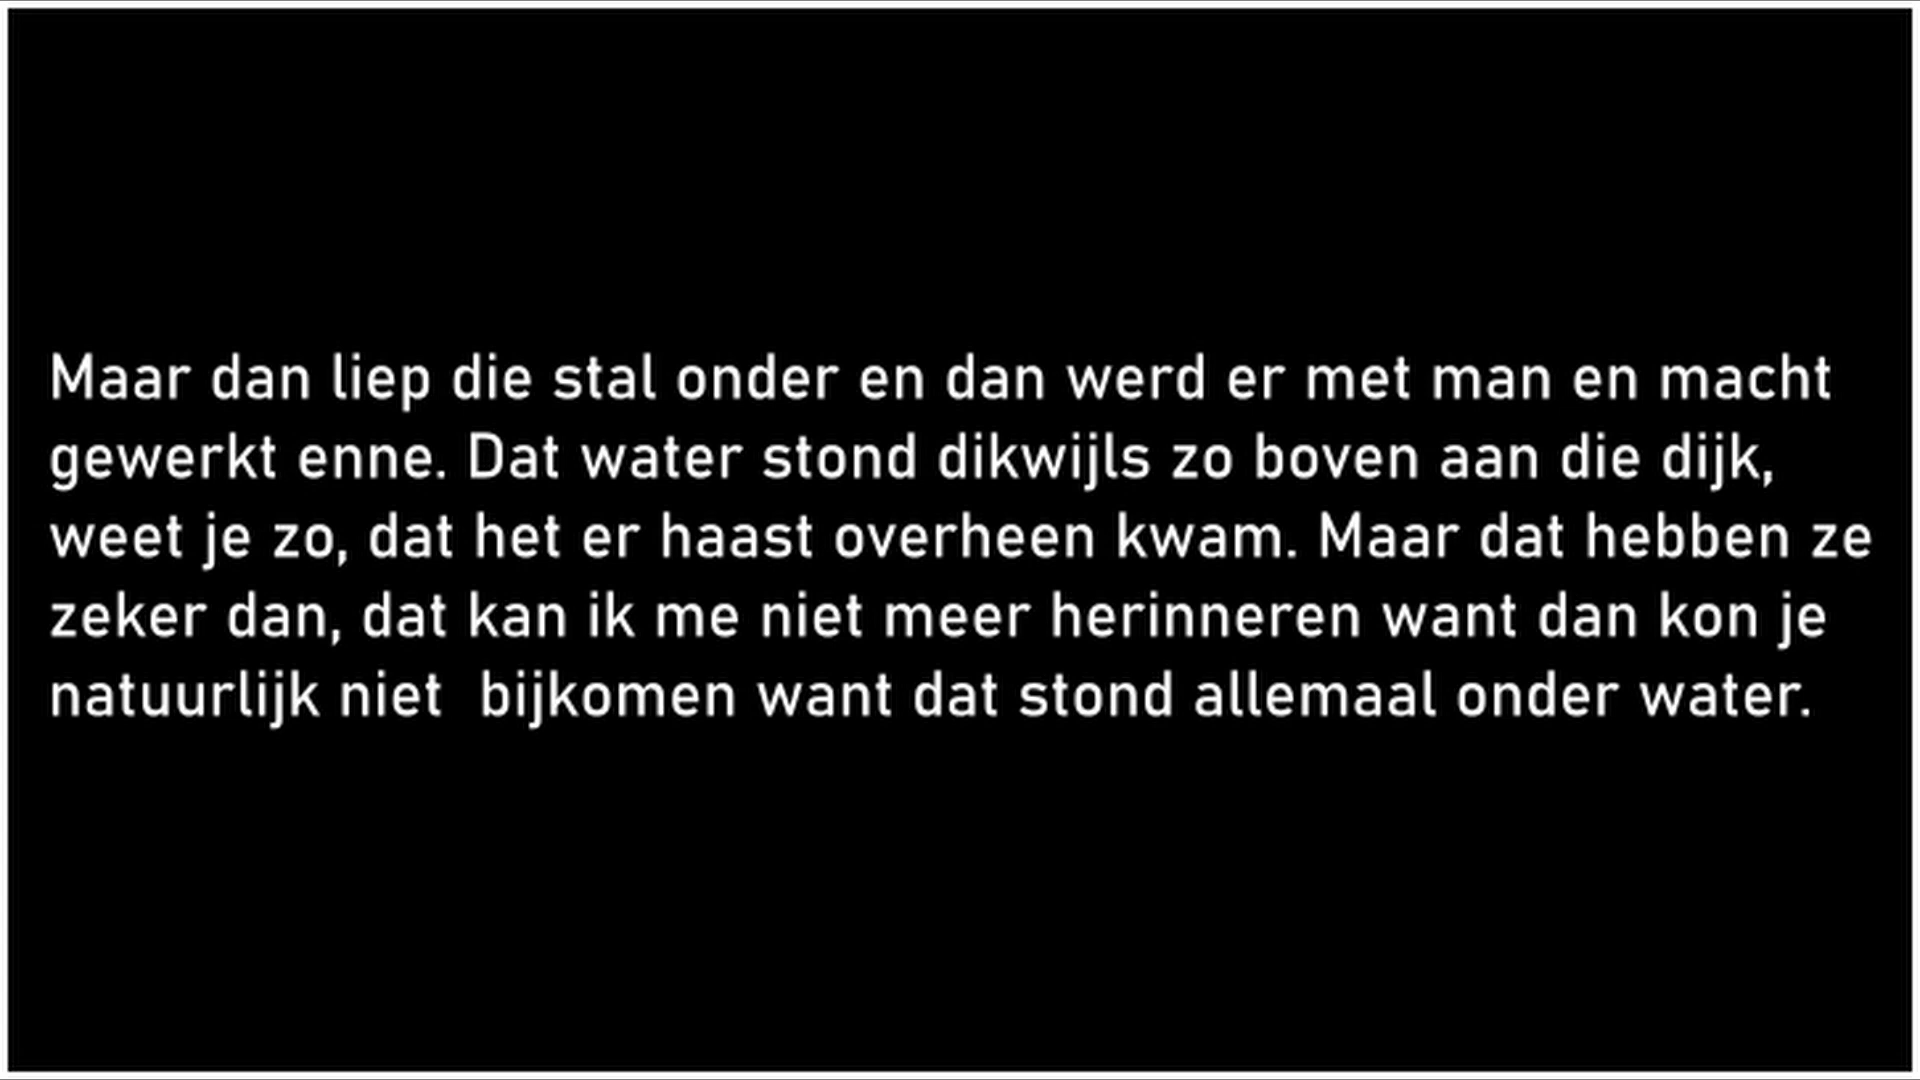 Maar dan liep die stal onder en dan werd er met man en macht
gewerkt enne. Dat water stond dikwijls zo boven aan die dijk,
weet je zo, dat het er haast overheen kwam. Maar dat hebben ze
zeker dan, dat kan ik me niet meer herinneren want dan kon je
natuurlijk niet  bijkomen want dat stond allemaal onder water.